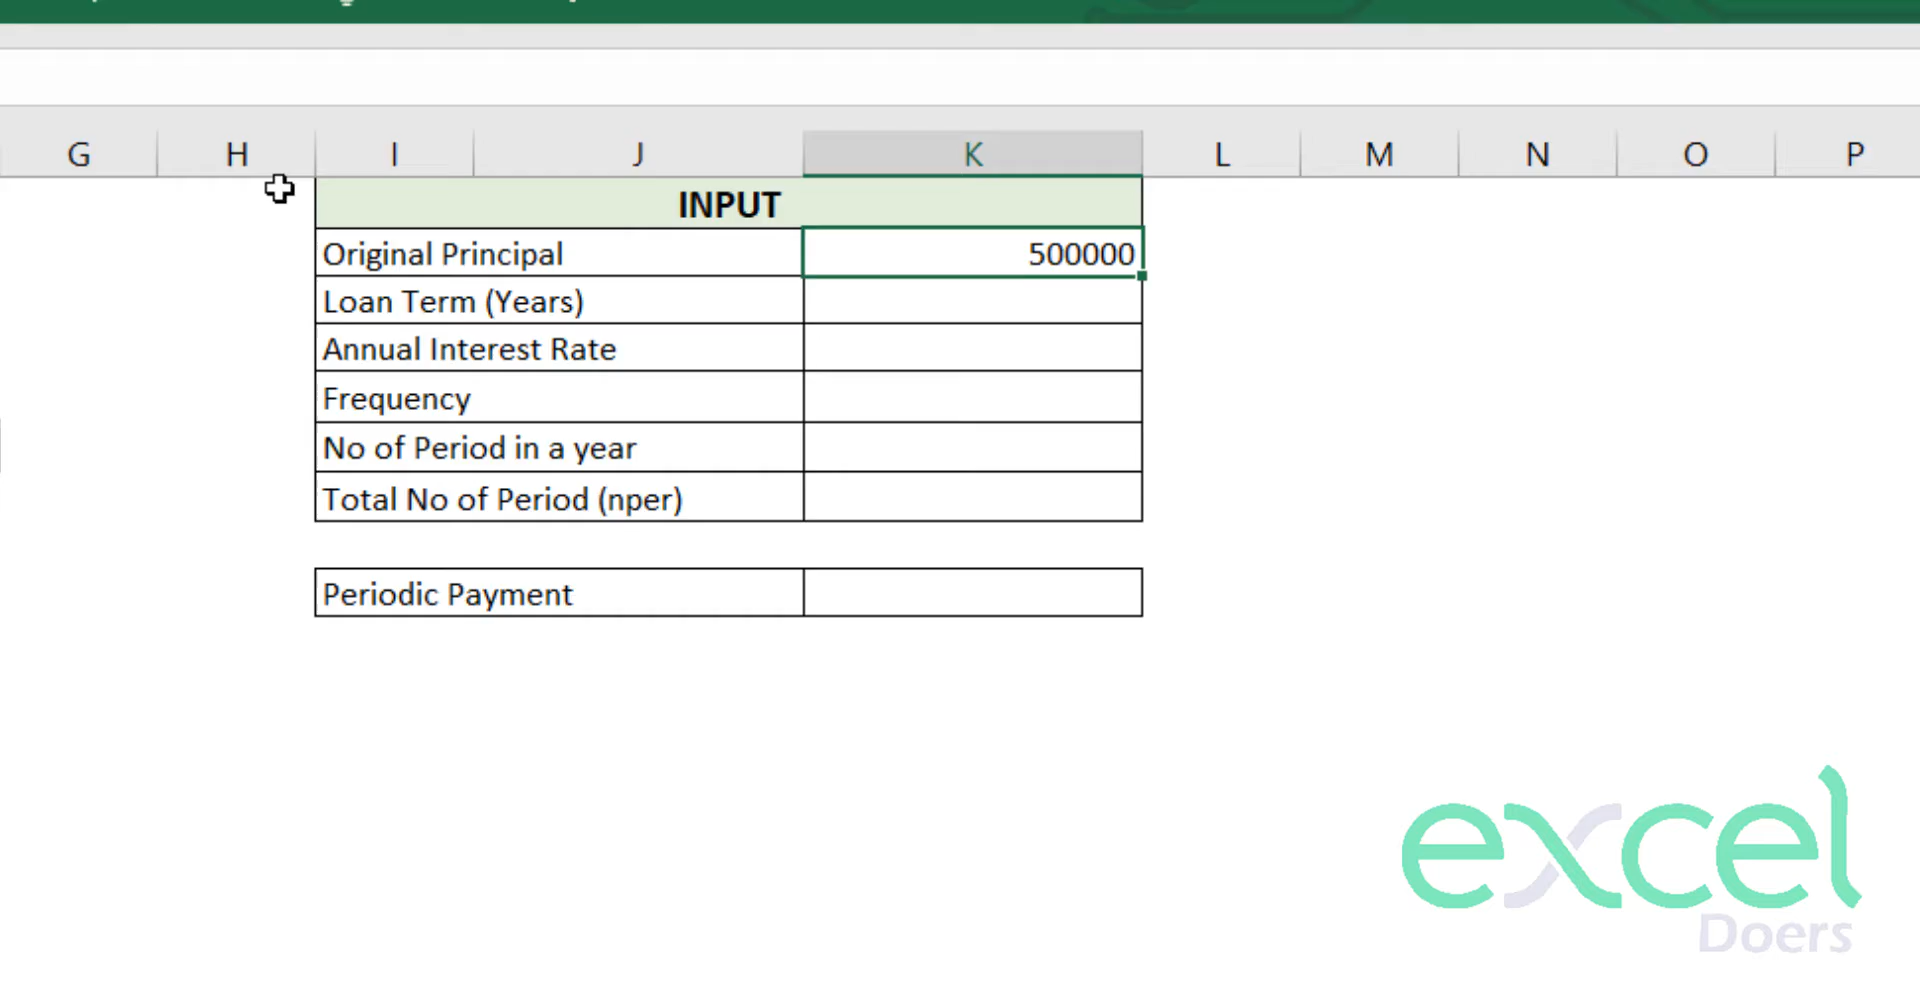 G H I J K L M N O P
INPUT
Original Principal 500000
Loan Term (Years)
Annual Interest Rate
Frequency
No of Period in a year
Total No of Period (nper)
Periodic Payment
excel
Doers